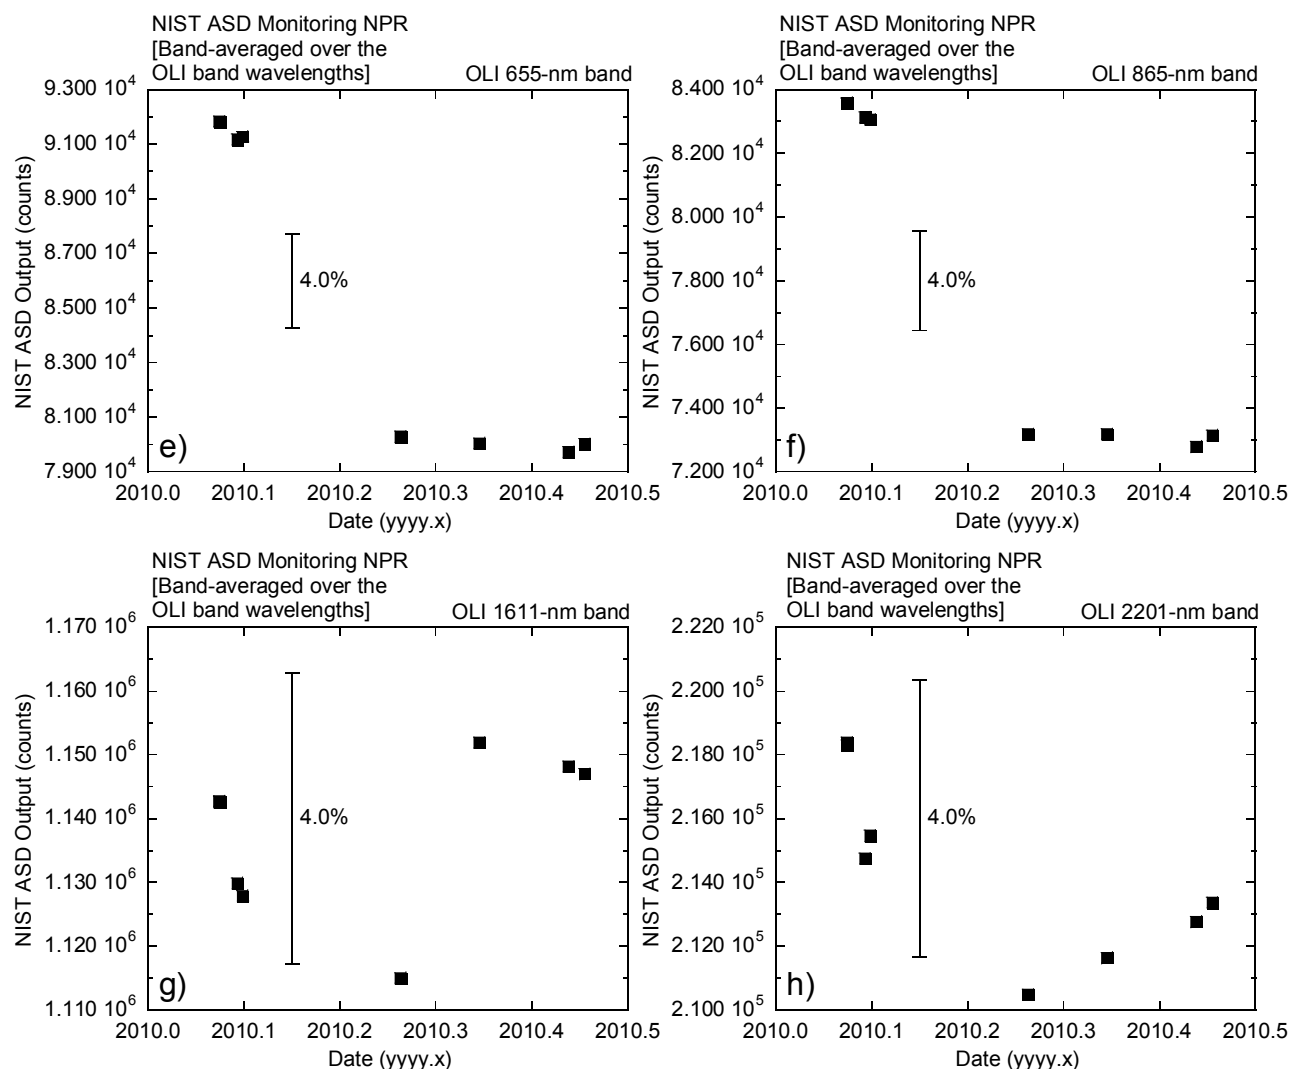 NIST ASD Monitoring NPR
[Band-averaged over the
OLI band wavelengths]
OLI 655-nm band
NIST ASD Output (counts)
9.300 10^4
9.100 10^4
8.900 10^4
8.700 10^4
8.500 10^4
8.300 10^4
8.100 10^4
7.900 10^4
4.0%
e)
2010.0 2010.1 2010.2 2010.3 2010.4 2010.5
Date (yyyy.x)
NIST ASD Monitoring NPR
[Band-averaged over the
OLI band wavelengths]
OLI 865-nm band
NIST ASD Output (counts)
8.400 10^4
8.200 10^4
8.000 10^4
7.800 10^4
7.600 10^4
7.400 10^4
7.200 10^4
4.0%
f)
2010.0 2010.1 2010.2 2010.3 2010.4 2010.5
Date (yyyy.x)
NIST ASD Monitoring NPR
[Band-averaged over the
OLI band wavelengths]
OLI 1611-nm band
NIST ASD Output (counts)
1.170 10^6
1.160 10^6
1.150 10^6
1.140 10^6
1.130 10^6
1.120 10^6
1.110 10^6
4.0%
g)
2010.0 2010.1 2010.2 2010.3 2010.4 2010.5
Date (yyyy.x)
NIST ASD Monitoring NPR
[Band-averaged over the
OLI band wavelengths]
OLI 2201-nm band
NIST ASD Output (counts)
2.220 10^5
2.200 10^5
2.180 10^5
2.160 10^5
2.140 10^5
2.120 10^5
2.100 10^5
4.0%
h)
2010.0 2010.1 2010.2 2010.3 2010.4 2010.5
Date (yyyy.x)